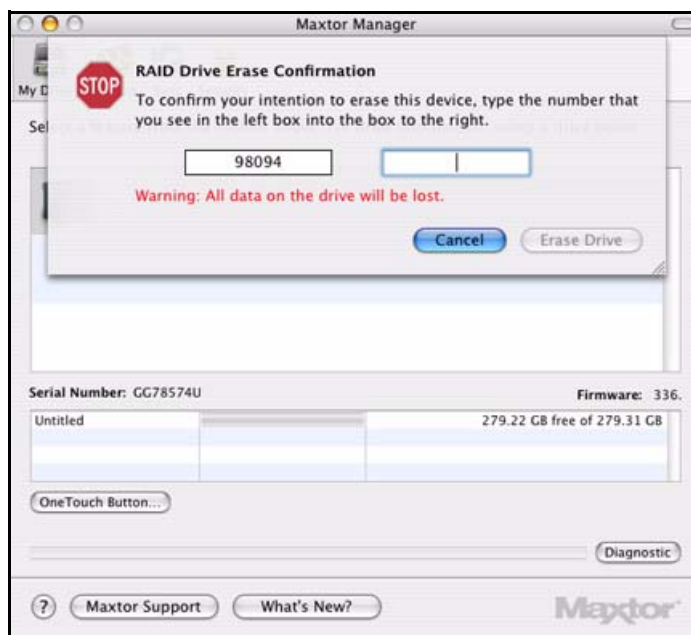 Maxtor Manager
STOP
RAID Drive Erase Confirmation
My D
To confirm your intention to erase this device, type the number that
you see in the left box into the box to the right.
Sel
98094
Warning: All data on the drive will be lost.
Cancel
Erase Drive
Serial Number: GG78574U
Firmware: 336.
Untitled
279.22 GB free of 279.31 GB
OneTouch Button...
Diagnostic
? Maxtor Support What's New?
Maxtor